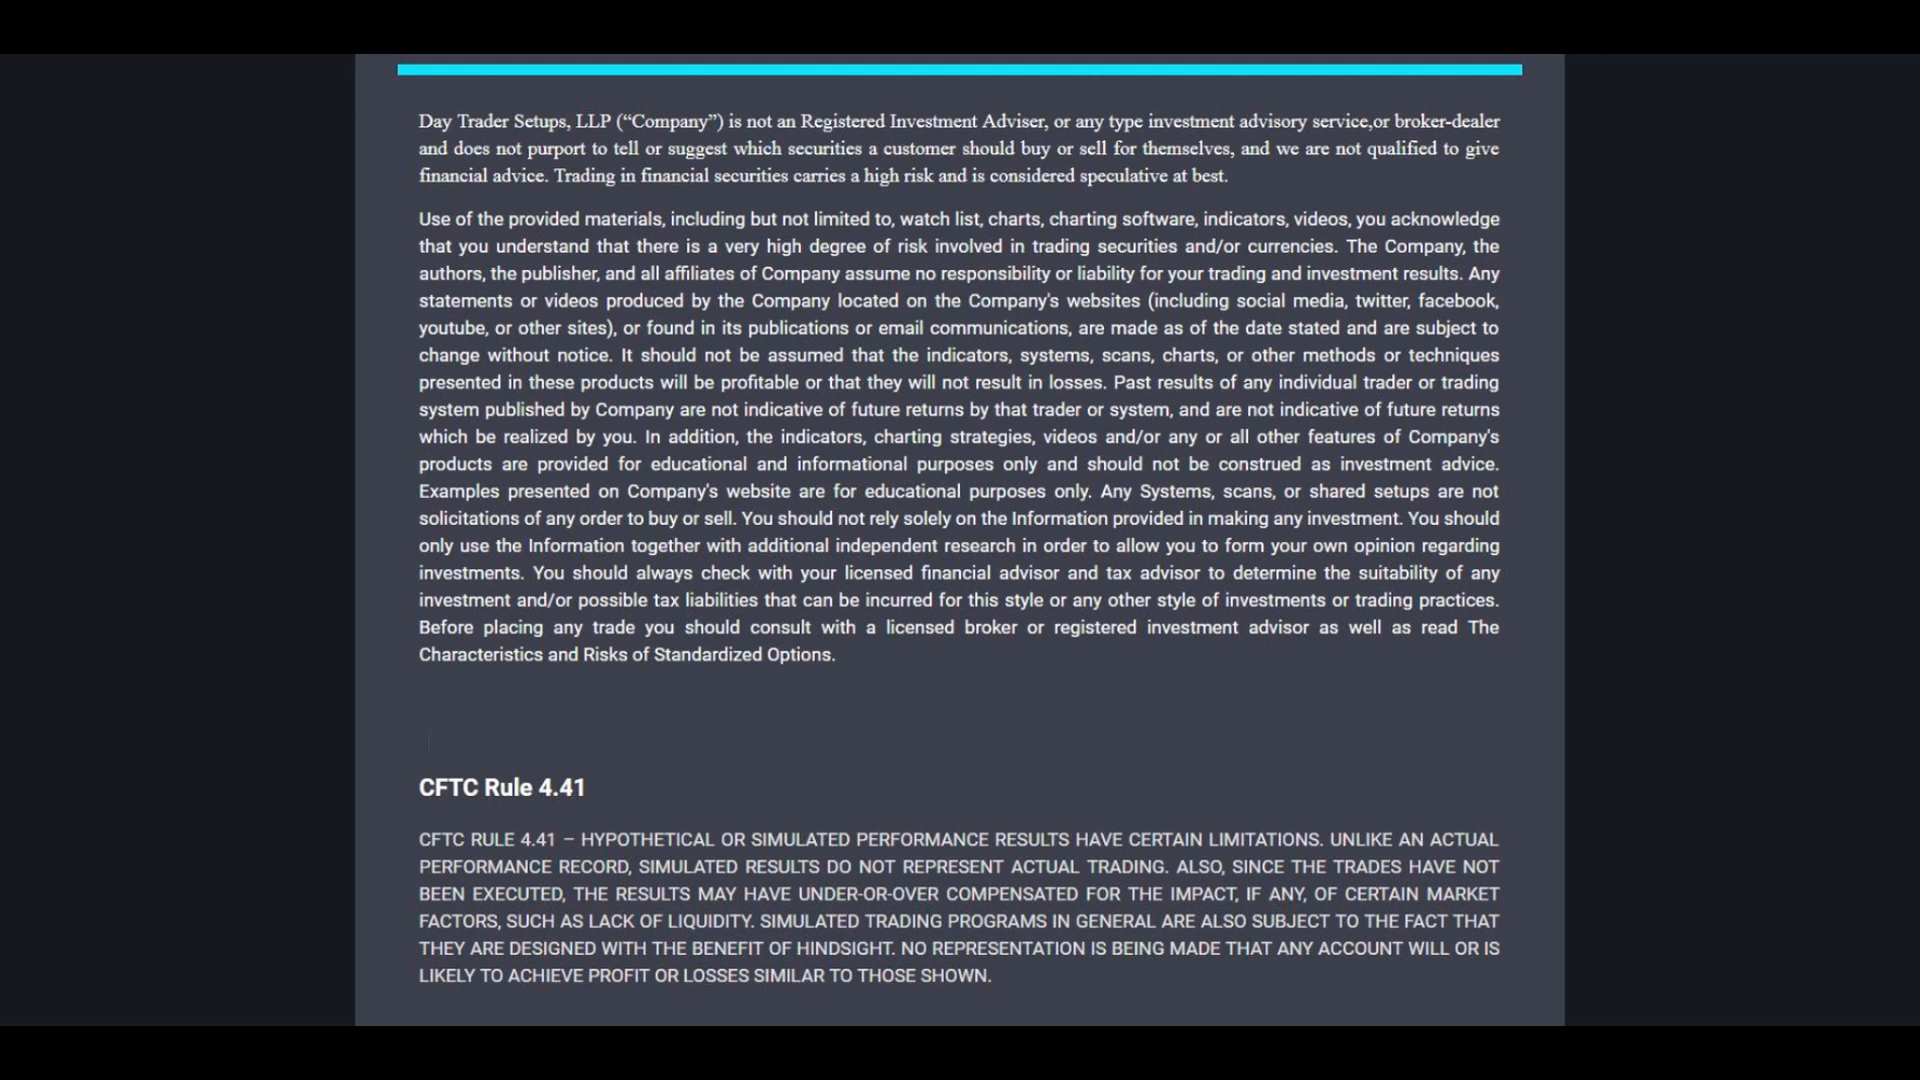 Day Trader Setups, LLP (“Company”) is not an Registered Investment Adviser, or any type investment advisory service,or broker-dealer
and does not purport to tell or suggest which securities a customer should buy or sell for themselves, and we are not qualified to give
financial advice. Trading in financial securities carries a high risk and is considered speculative at best.
Use of the provided materials, including but not limited to, watch list, charts, charting software, indicators, videos, you acknowledge
that you understand that there is a very high degree of risk involved in trading securities and/or currencies. The Company, the
authors, the publisher, and all affiliates of Company assume no responsibility or liability for your trading and investment results. Any
statements or videos produced by the Company located on the Company's websites (including social media, twitter, facebook,
youtube, or other sites), or found in its publications or email communications, are made as of the date stated and are subject to
change without notice. It should not be assumed that the indicators, systems, scans, charts, or other methods or techniques
presented in these products will be profitable or that they will not result in losses. Past results of any individual trader or trading
system published by Company are not indicative of future returns by that trader or system, and are not indicative of future returns
which be realized by you. In addition, the indicators, charting strategies, videos and/or any or all other features of Company's
products are provided for educational and informational purposes only and should not be construed as investment advice.
Examples presented on Company's website are for educational purposes only. Any Systems, scans, or shared setups are not
solicitations of any order to buy or sell. You should not rely solely on the Information provided in making any investment. You should
only use the Information together with additional independent research in order to allow you to form your own opinion regarding
investments. You should always check with your licensed financial advisor and tax advisor to determine the suitability of any
investment and/or possible tax liabilities that can be incurred for this style or any other style of investments or trading practices.
Before placing any trade you should consult with a licensed broker or registered investment advisor as well as read The
Characteristics and Risks of Standardized Options.
CFTC Rule 4.41
CFTC RULE 4.41 – HYPOTHETICAL OR SIMULATED PERFORMANCE RESULTS HAVE CERTAIN LIMITATIONS. UNLIKE AN ACTUAL
PERFORMANCE RECORD, SIMULATED RESULTS DO NOT REPRESENT ACTUAL TRADING. ALSO, SINCE THE TRADES HAVE NOT
BEEN EXECUTED, THE RESULTS MAY HAVE UNDER-OR-OVER COMPENSATED FOR THE IMPACT, IF ANY, OF CERTAIN MARKET
FACTORS, SUCH AS LACK OF LIQUIDITY. SIMULATED TRADING PROGRAMS IN GENERAL ARE ALSO SUBJECT TO THE FACT THAT
THEY ARE DESIGNED WITH THE BENEFIT OF HINDSIGHT. NO REPRESENTATION IS BEING MADE THAT ANY ACCOUNT WILL OR IS
LIKELY TO ACHIEVE PROFIT OR LOSSES SIMILAR TO THOSE SHOWN.